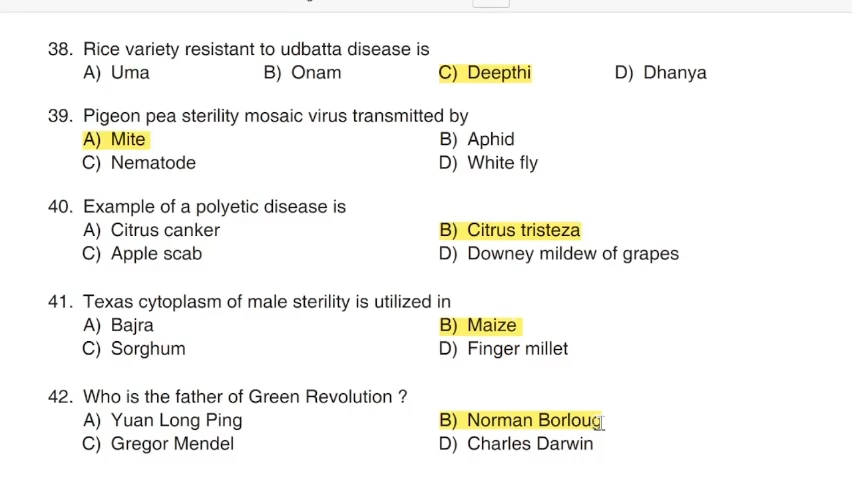 38. Rice variety resistant to udbatta disease is
A) Uma B) Onam C) Deepthi D) Dhanya
39. Pigeon pea sterility mosaic virus transmitted by
A) Mite B) Aphid
C) Nematode D) White fly
40. Example of a polyetic disease is
A) Citrus canker B) Citrus tristeza
C) Apple scab D) Downey mildew of grapes
41. Texas cytoplasm of male sterility is utilized in
A) Bajra B) Maize
C) Sorghum D) Finger millet
42. Who is the father of Green Revolution ?
A) Yuan Long Ping B) Norman Borloug
C) Gregor Mendel D) Charles Darwin